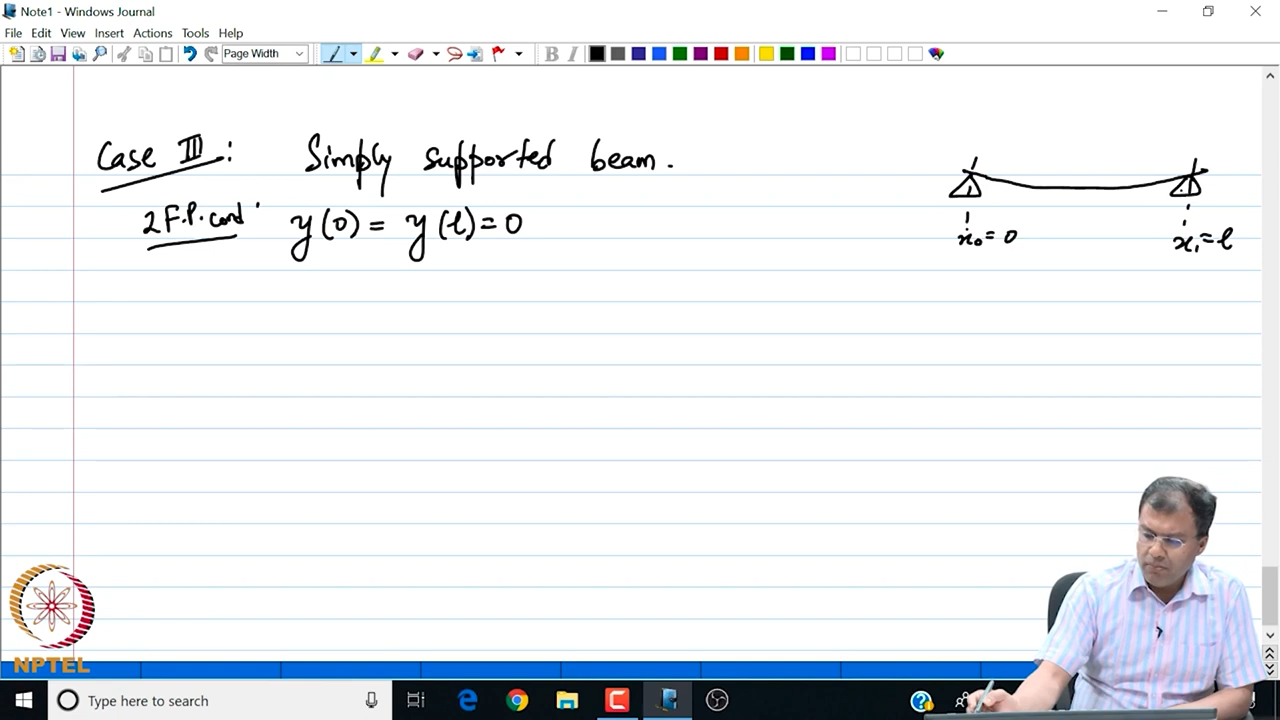 Note1 - Windows Journal
File Edit View Insert Actions Tools Help
Page Width B I
Case III: Simply supported beam.
2 F.P. cond' y(0) = y(l) = 0
x₀ = 0 x₁ = l
NPTEL
Type here to search